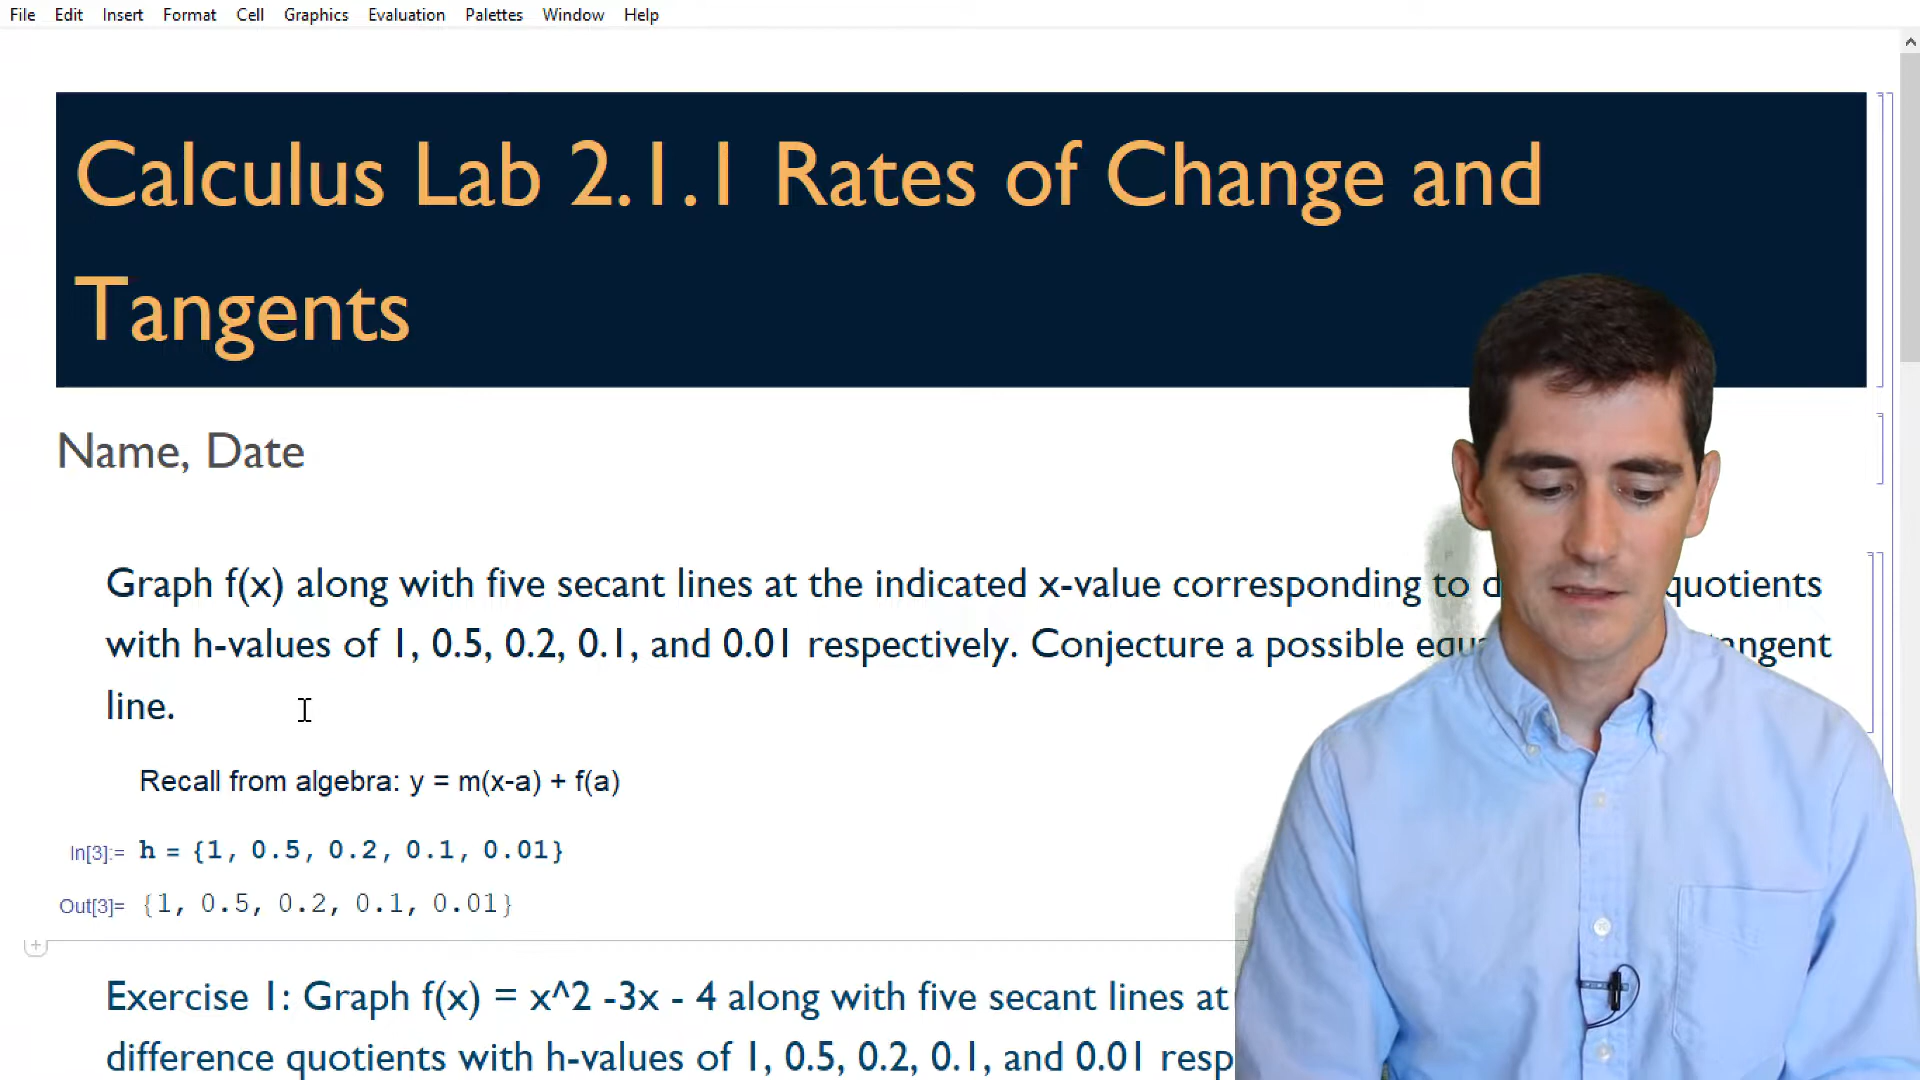 File Edit Insert Format Cell Graphics Evaluation Palettes Window Help
Calculus Lab 2.1.1 Rates of Change and
Tangents
Name, Date
Graph f(x) along with five secant lines at the indicated x-value corresponding to quotients
with h-values of 1, 0.5, 0.2, 0.1, and 0.01 respectively. Conjecture a possible
line.
Recall from algebra: y = m(x-a) + f(a)
In[3]:= h = {1, 0.5, 0.2, 0.1, 0.01}
Out[3]= {1, 0.5, 0.2, 0.1, 0.01}
Exercise 1: Graph f(x) = x^2 -3x - 4 along with five secant lines at
difference quotients with h-values of 1, 0.5, 0.2, 0.1, and 0.01